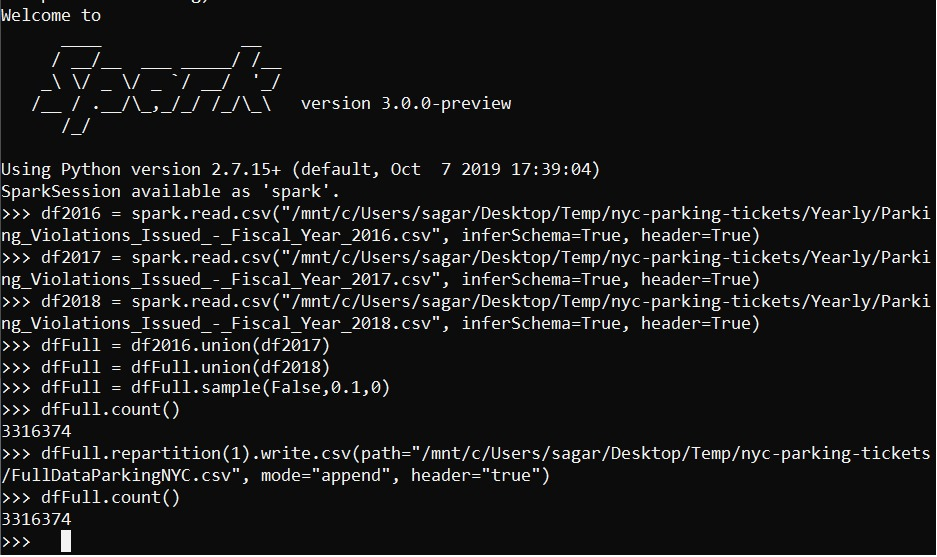 Welcome to
      ____              __
     / __/__  ___ _____/ /__
    _\ \/ _ \/ _ `/ __/  '_/
   /__ / .__/\_,_/_/ /_/\_\   version 3.0.0-preview
      /_/
Using Python version 2.7.15+ (default, Oct  7 2019 17:39:04)
SparkSession available as 'spark'.
>>> df2016 = spark.read.csv("/mnt/c/Users/sagar/Desktop/Temp/nyc-parking-tickets/Yearly/Parki
ng_Violations_Issued_-_Fiscal_Year_2016.csv", inferSchema=True, header=True)
>>> df2017 = spark.read.csv("/mnt/c/Users/sagar/Desktop/Temp/nyc-parking-tickets/Yearly/Parki
ng_Violations_Issued_-_Fiscal_Year_2017.csv", inferSchema=True, header=True)
>>> df2018 = spark.read.csv("/mnt/c/Users/sagar/Desktop/Temp/nyc-parking-tickets/Yearly/Parki
ng_Violations_Issued_-_Fiscal_Year_2018.csv", inferSchema=True, header=True)
>>> dfFull = df2016.union(df2017)
>>> dfFull = dfFull.union(df2018)
>>> dfFull = dfFull.sample(False,0.1,0)
>>> dfFull.count()
3316374
>>> dfFull.repartition(1).write.csv(path="/mnt/c/Users/sagar/Desktop/Temp/nyc-parking-tickets
/FullDataParkingNYC.csv", mode="append", header="true")
>>> dfFull.count()
3316374
>>>